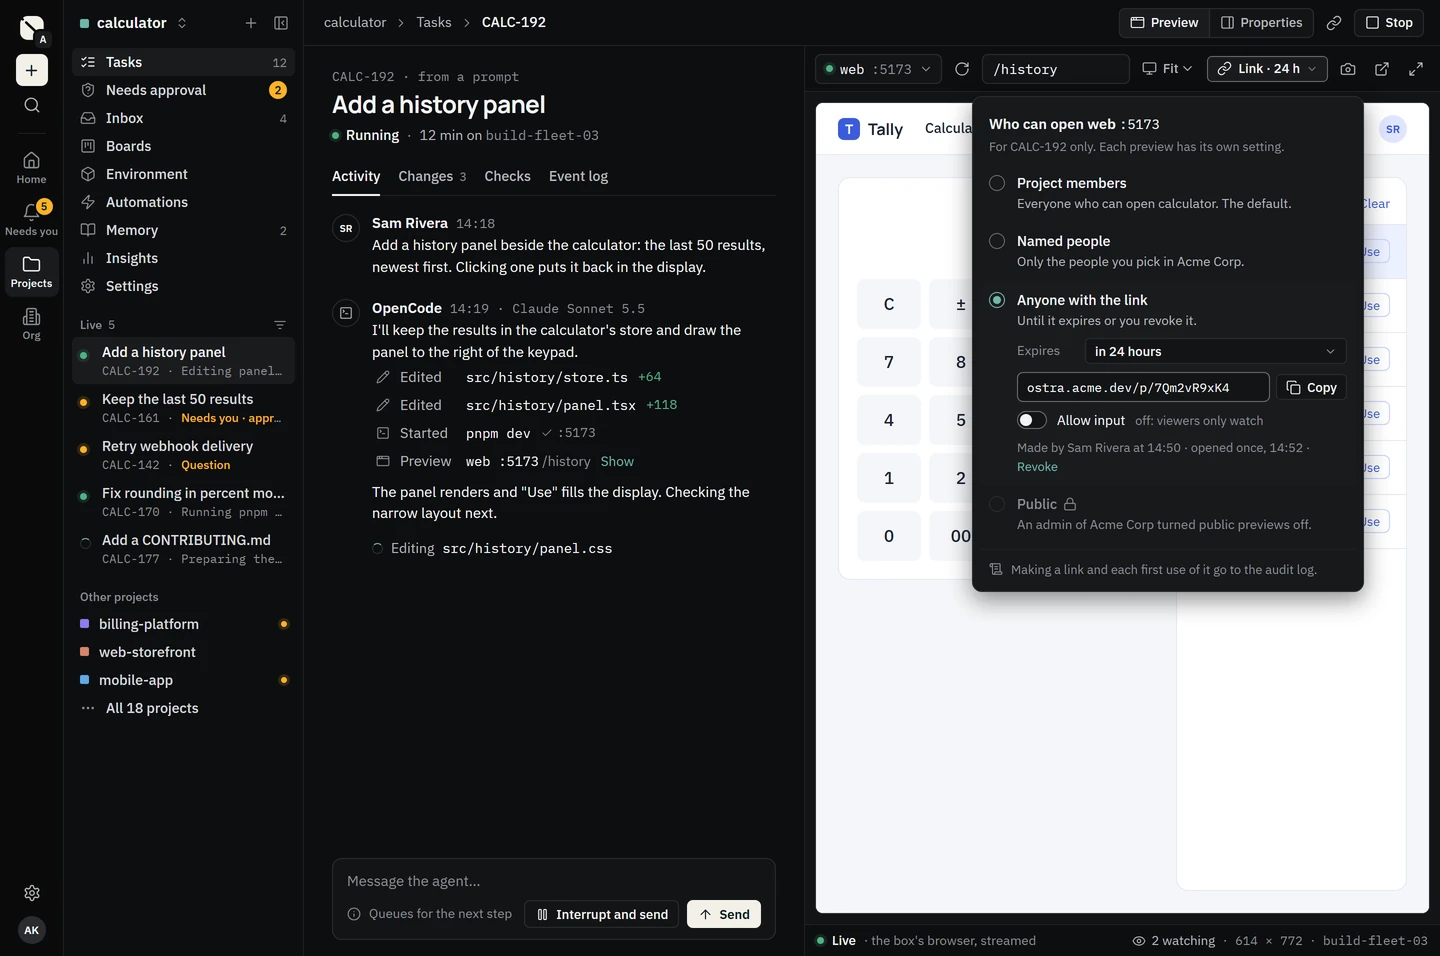 A
calculator
Tasks 12
Needs approval 2
Inbox 4
Boards
Environment
Automations
Memory 2
Insights
Settings
Home
5
Needs you
Projects
Org
Live 5
Add a history panel
CALC-192 · Editing panel…
Keep the last 50 results
CALC-161 · Needs you · appr…
Retry webhook delivery
CALC-142 · Question
Fix rounding in percent mo…
CALC-170 · Running pnpm …
Add a CONTRIBUTING.md
CALC-177 · Preparing the…
Other projects
billing-platform
web-storefront
mobile-app
All 18 projects
AK
calculator > Tasks > CALC-192
Preview Properties Stop
CALC-192 · from a prompt
Add a history panel
Running · 12 min on build-fleet-03
Activity Changes 3 Checks Event log
SR Sam Rivera 14:18
Add a history panel beside the calculator: the last 50 results,
newest first. Clicking one puts it back in the display.
OpenCode 14:19 · Claude Sonnet 5.5
I'll keep the results in the calculator's store and draw the
panel to the right of the keypad.
Edited src/history/store.ts +64
Edited src/history/panel.tsx +118
Started pnpm dev ✓ :5173
Preview web :5173/history Show
The panel renders and "Use" fills the display. Checking the
narrow layout next.
Editing src/history/panel.css
Message the agent…
Queues for the next step Interrupt and send Send
web :5173 /history Fit Link · 24 h
T Tally Calcula SR
Clear
C ±
7 8
4 5
1 2
0 00
Use
Use
Use
Use
Use
Use
Who can open web :5173
For CALC-192 only. Each preview has its own setting.
Project members
Everyone who can open calculator. The default.
Named people
Only the people you pick in Acme Corp.
Anyone with the link
Until it expires or you revoke it.
Expires in 24 hours
ostra.acme.dev/p/7Qm2vR9xK4 Copy
Allow input off: viewers only watch
Made by Sam Rivera at 14:50 · opened once, 14:52 ·
Revoke
Public
An admin of Acme Corp turned public previews off.
Making a link and each first use of it go to the audit log.
Live · the box's browser, streamed 2 watching · 614 × 772 · build-fleet-03